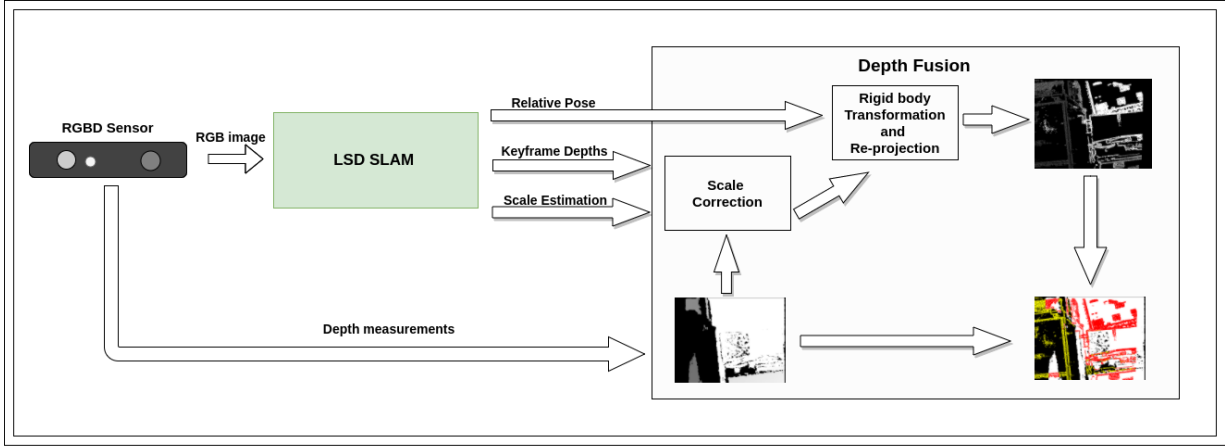 Depth Fusion
RGBD Sensor
RGB image
LSD SLAM
Relative Pose
Keyframe Depths
Scale Estimation
Rigid body
Transformation
and
Re-projection
Scale
Correction
Depth measurements